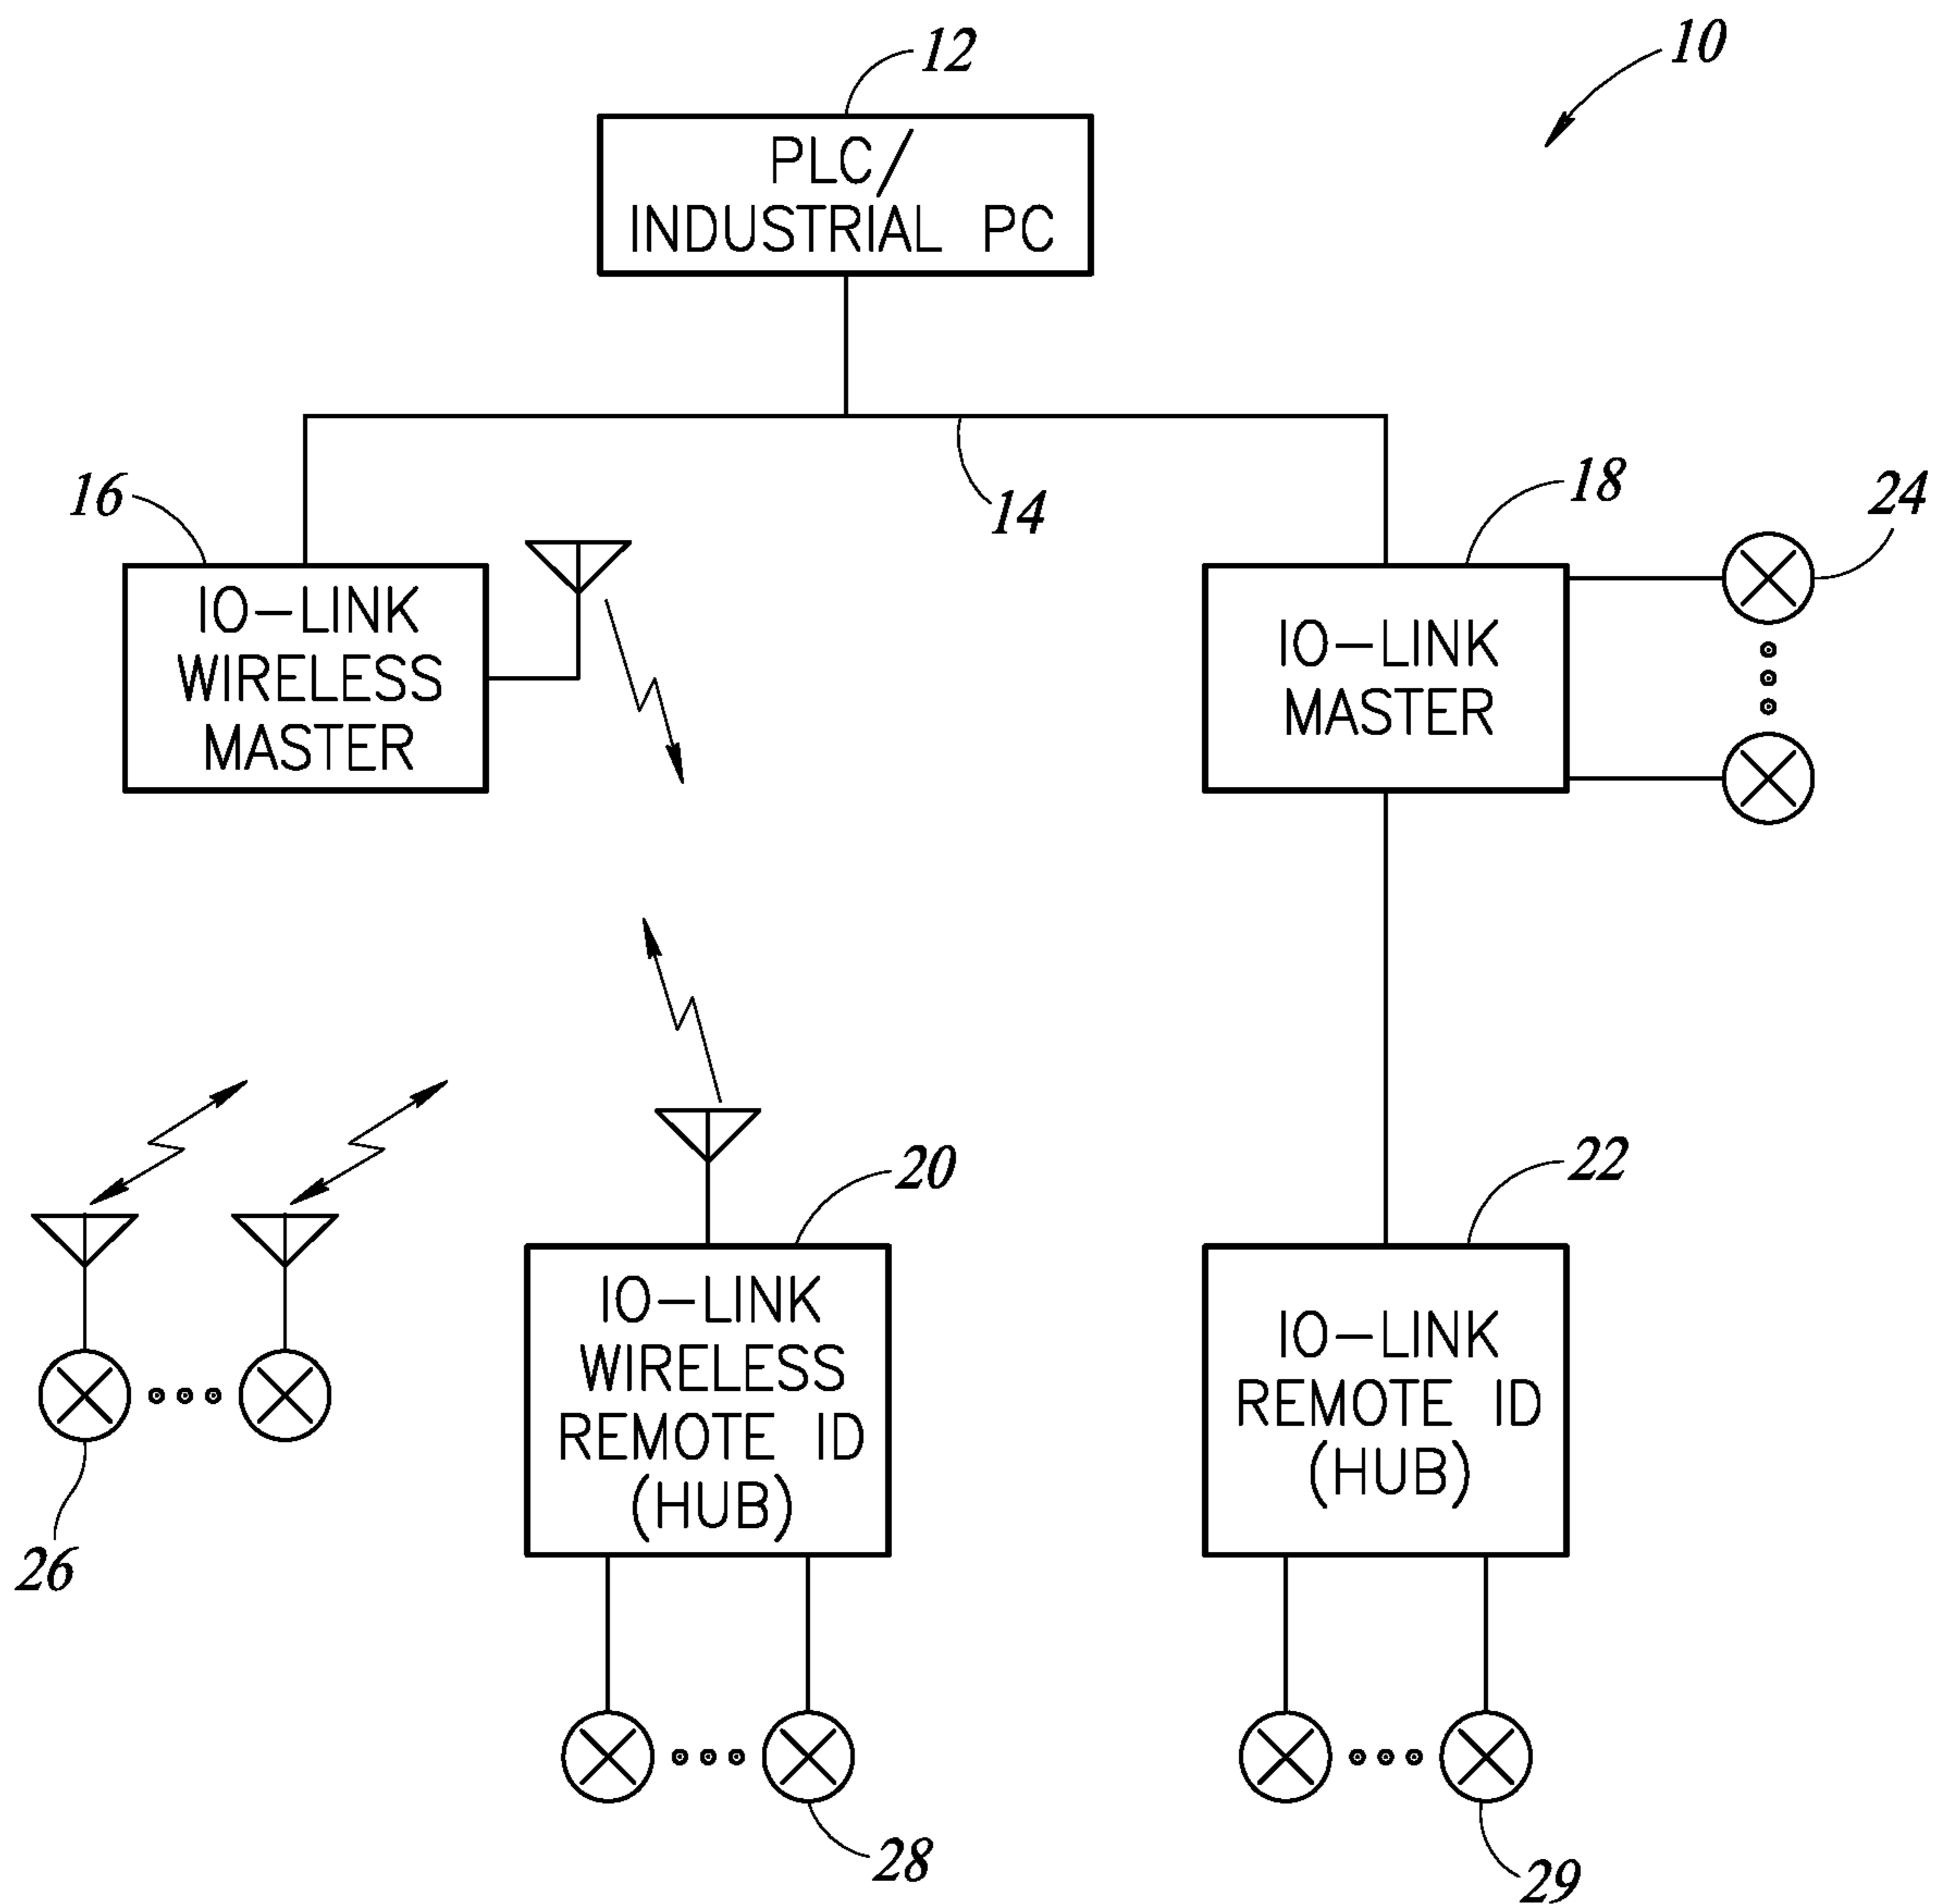 12
10
PLC/
INDUSTRIAL PC
14
16
IO-LINK
WIRELESS
MASTER
18
IO-LINK
MASTER
24
20
IO-LINK
WIRELESS
REMOTE ID
(HUB)
22
IO-LINK
REMOTE ID
(HUB)
26
28
29